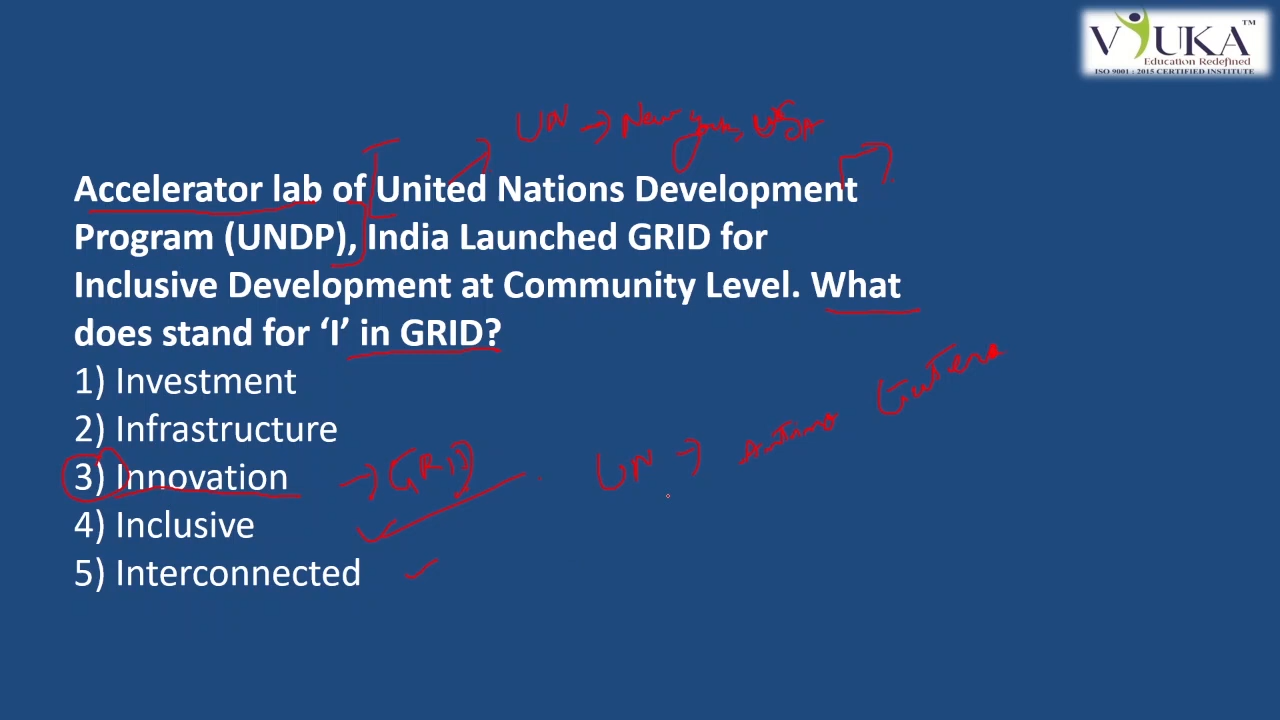 VYUKA™
Education Redefined
ISO 9001 : 2015 CERTIFIED INSTITUTE
UN → New York, USA
Accelerator lab of United Nations Development
Program (UNDP), India Launched GRID for
Inclusive Development at Community Level. What
does stand for ‘I’ in GRID?
1) Investment
2) Infrastructure
3) Innovation → GRID
UN →
4) Inclusive
5) Interconnected